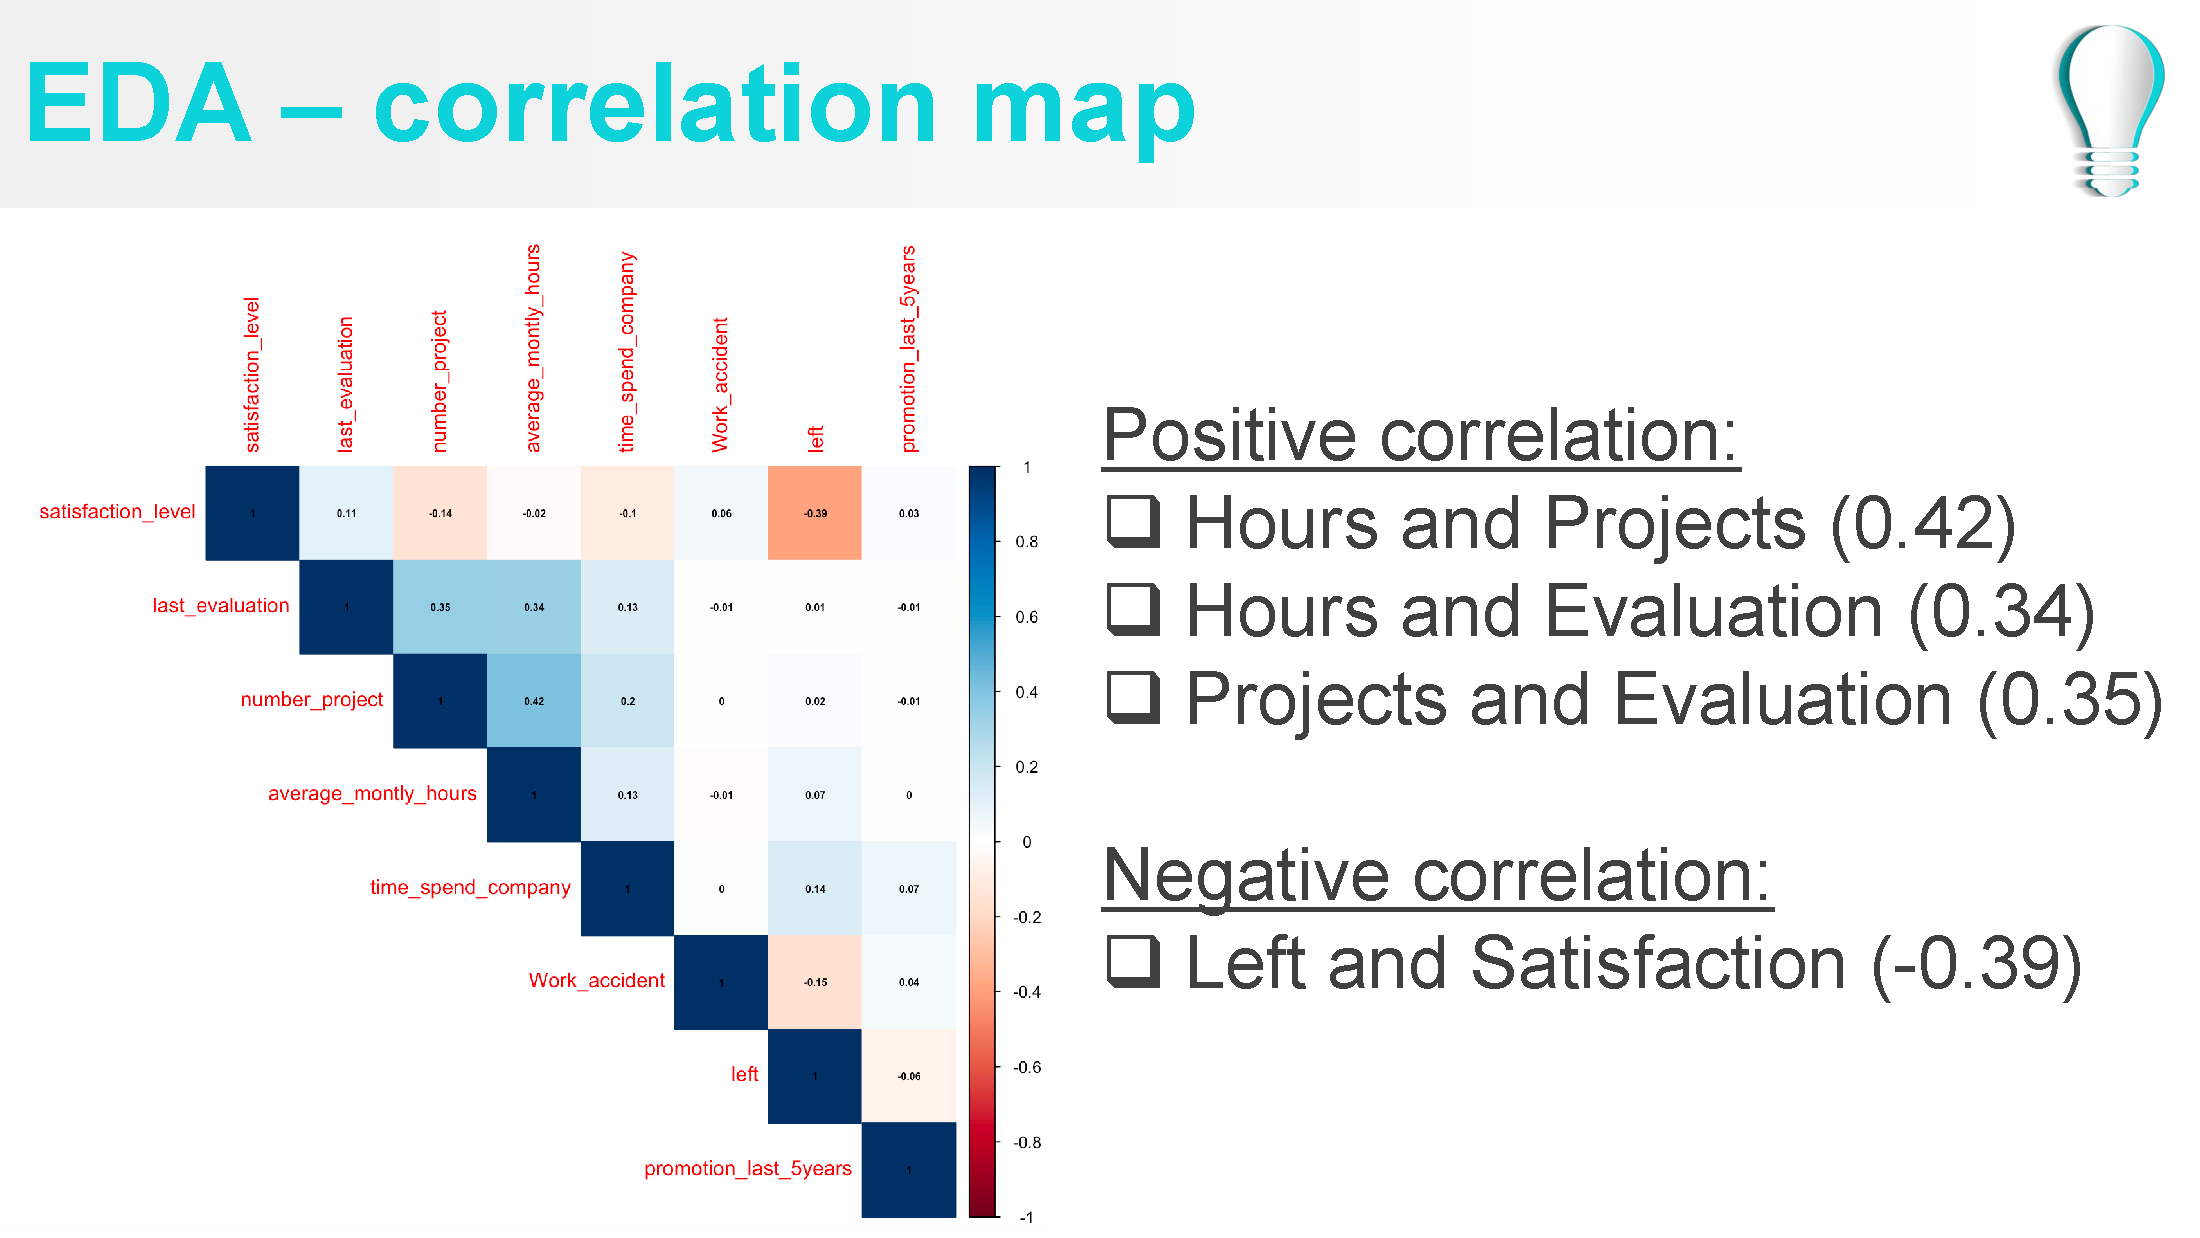 EDA – correlation map
satisfaction_level
last_evaluation
number_project
average_montly_hours
time_spend_company
Work_accident
left
promotion_last_5years
satisfaction_level 1 0.11 -0.14 -0.02 -0.1 0.06 -0.39 0.03
last_evaluation 1 0.35 0.34 0.13 -0.01 0.01 -0.01
number_project 1 0.42 0.2 0 0.02 -0.01
average_montly_hours 1 0.13 -0.01 0.07 0
time_spend_company 1 0 0.14 0.07
Work_accident 1 -0.15 0.04
left 1 -0.06
promotion_last_5years 1
1
0.8
0.6
0.4
0.2
0
-0.2
-0.4
-0.6
-0.8
-1
Positive correlation:
❑ Hours and Projects (0.42)
❑ Hours and Evaluation (0.34)
❑ Projects and Evaluation (0.35)
Negative correlation:
❑ Left and Satisfaction (-0.39)